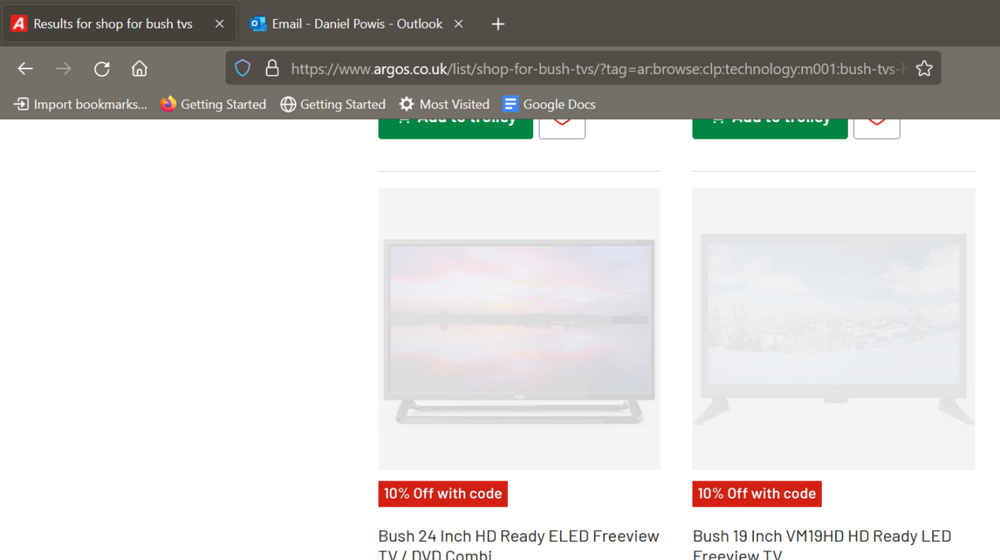 Results for shop for bush tvs
Email - Daniel Powis - Outlook
https://www.argos.co.uk/list/shop-for-bush-tvs/?tag=ar:browse:clp:technology:m001:bush-tvs-h
Import bookmarks...
Getting Started
Getting Started
Most Visited
Google Docs
Add to trolley
Add to trolley
10% Off with code
10% Off with code
Bush 24 Inch HD Ready ELED Freeview
TV / DVD Combi
Bush 19 Inch VM19HD HD Ready LED
Freeview TV